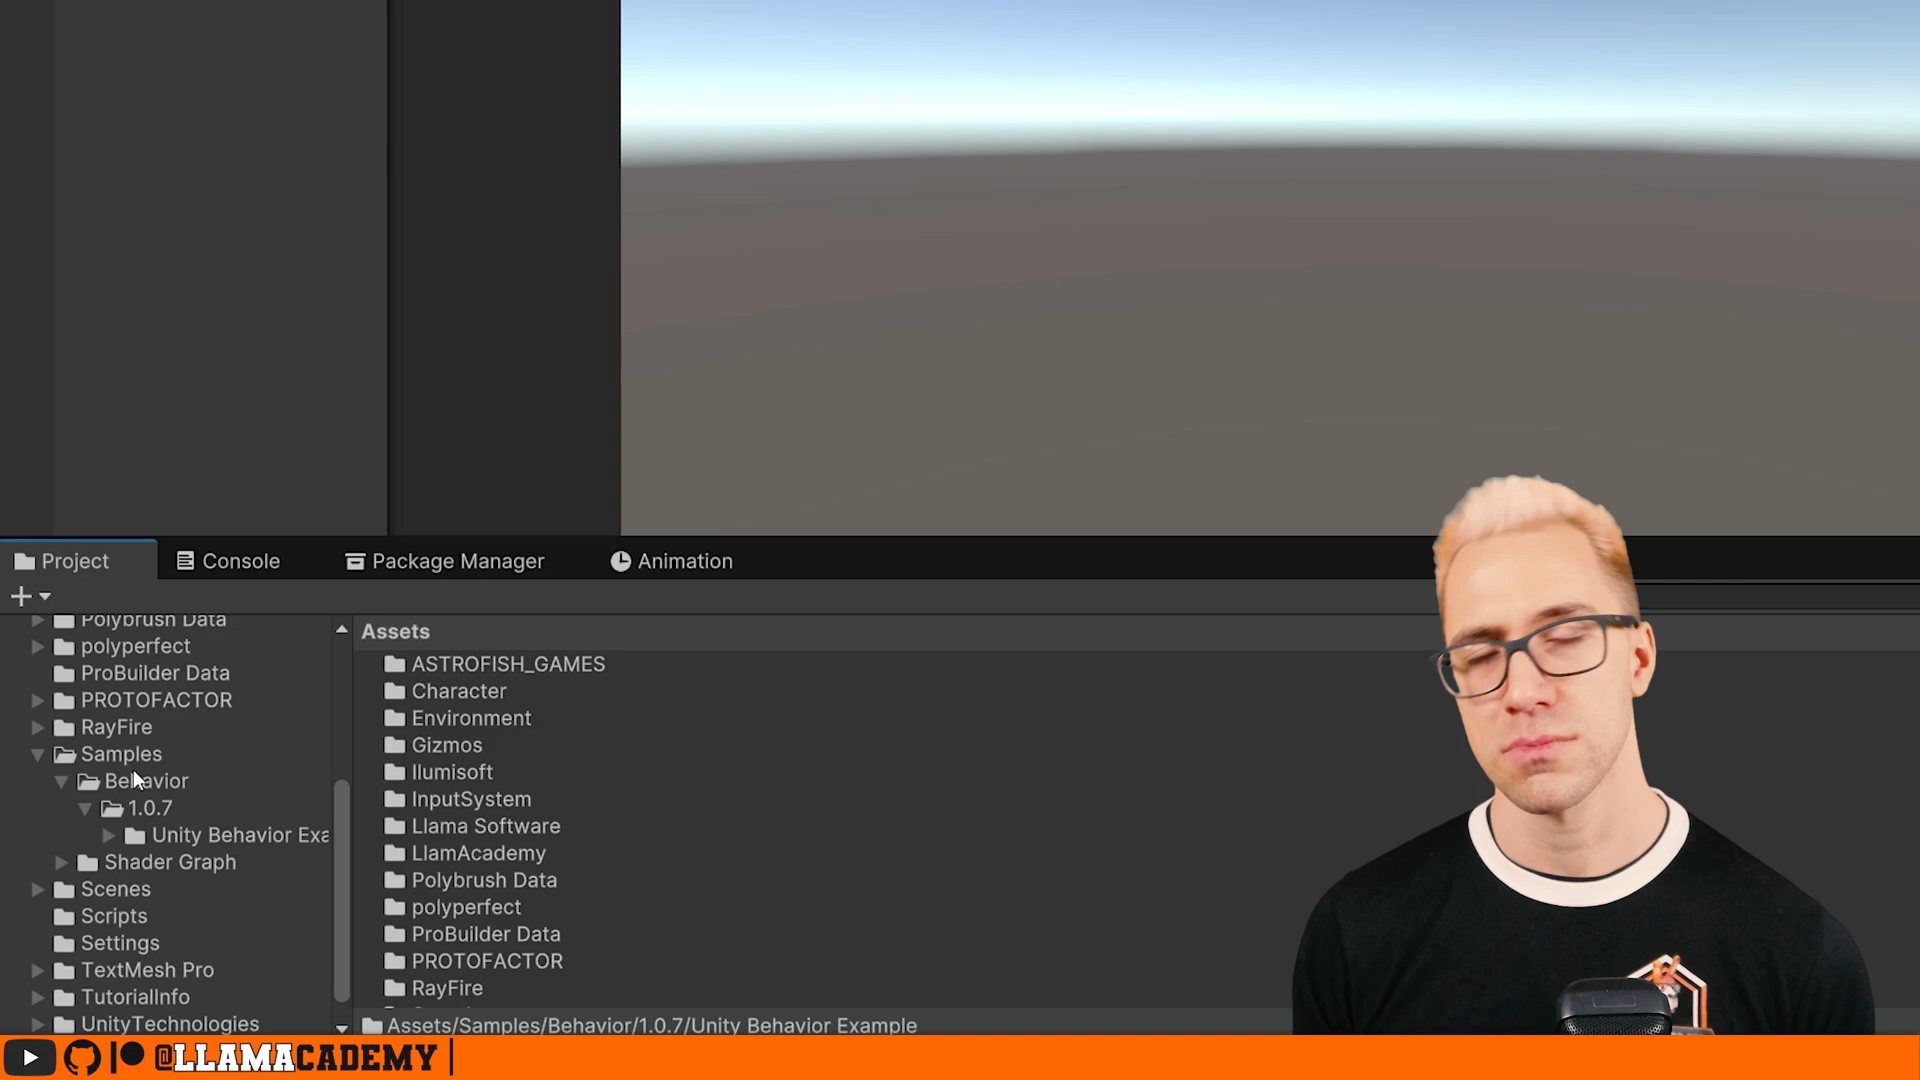 Project
Console
Package Manager
Animation
Polybrush Data
polyperfect
ProBuilder Data
PROTOFACTOR
RayFire
Samples
Behavior
1.0.7
Unity Behavior Exa
Shader Graph
Scenes
Scripts
Settings
TextMesh Pro
TutorialInfo
UnityTechnologies
Assets
ASTROFISH_GAMES
Character
Environment
Gizmos
Ilumisoft
InputSystem
Llama Software
LlamAcademy
Polybrush Data
polyperfect
ProBuilder Data
PROTOFACTOR
RayFire
Assets/Samples/Behavior/1.0.7/Unity Behavior Example
@LLAMACADEMY